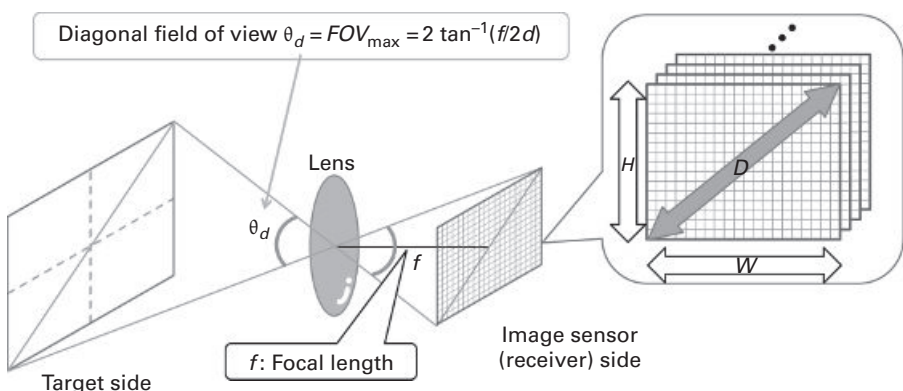 Diagonal field of view θd = FOVmax = 2 tan−1(f/2d)
Lens
θd
f
f: Focal length
Target side
Image sensor
(receiver) side
H
D
W